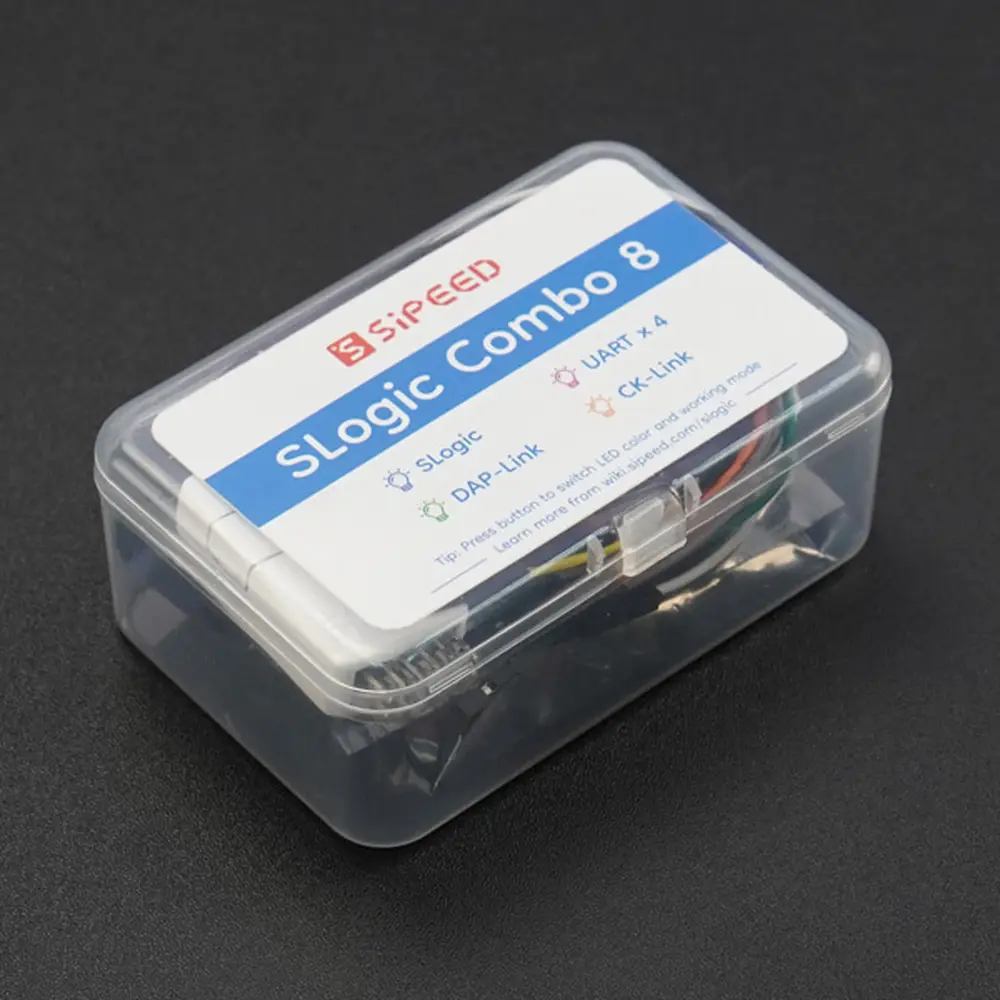 SiPEED
SLogic Combo 8
SLogic
UART x 4
DAP-Link
CK-Link
Tip: Press button to switch LED color and working mode
Learn more from wiki.sipeed.com/slogic